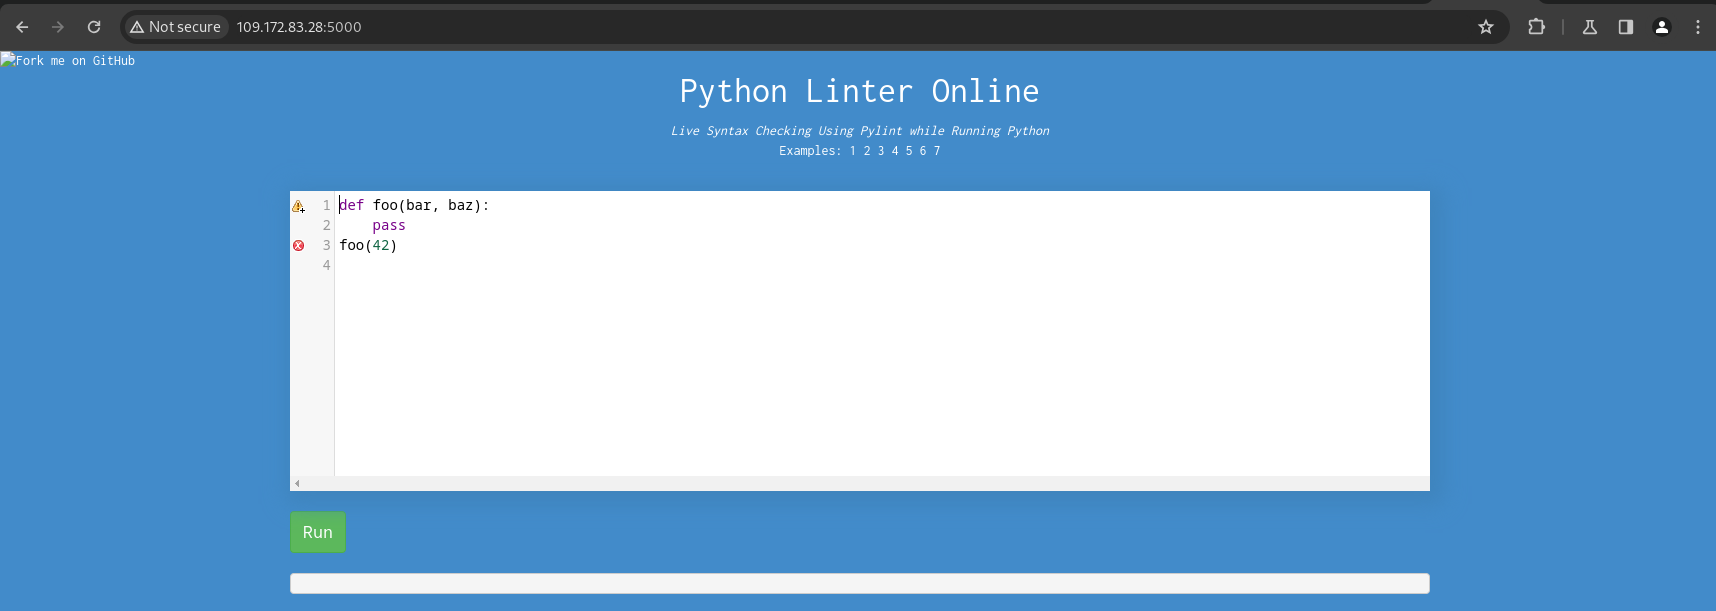 Not secure 109.172.83.28:5000
Fork me on GitHub
Python Linter Online
Live Syntax Checking Using Pylint while Running Python
Examples: 1 2 3 4 5 6 7
1 def foo(bar, baz):
2     pass
3 foo(42)
4
Run